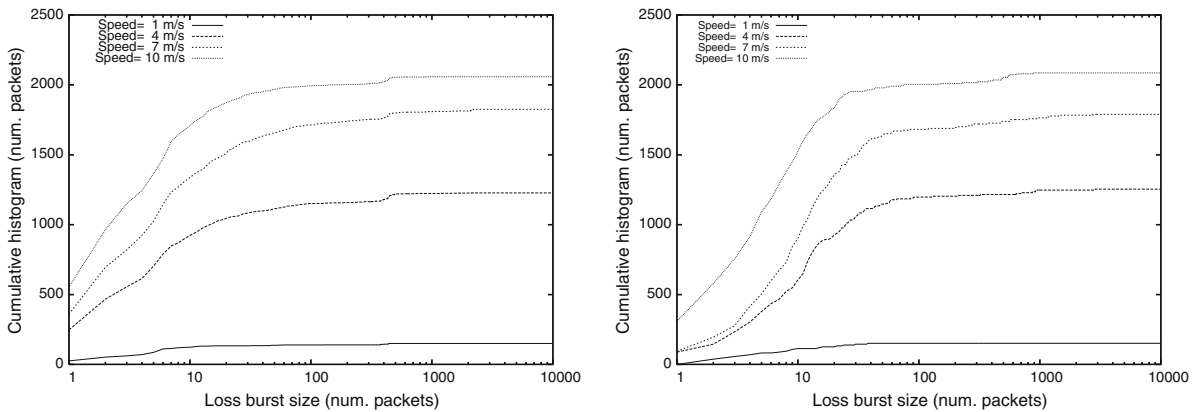 2500
2000
1500
1000
500
0
Cumulative histogram (num. packets)
Speed= 1 m/s
Speed= 4 m/s
Speed= 7 m/s
Speed= 10 m/s
1 10 100 1000 10000
Loss burst size (num. packets)
2500
2000
1500
1000
500
0
Cumulative histogram (num. packets)
Speed= 1 m/s
Speed= 4 m/s
Speed= 7 m/s
Speed= 10 m/s
1 10 100 1000 10000
Loss burst size (num. packets)